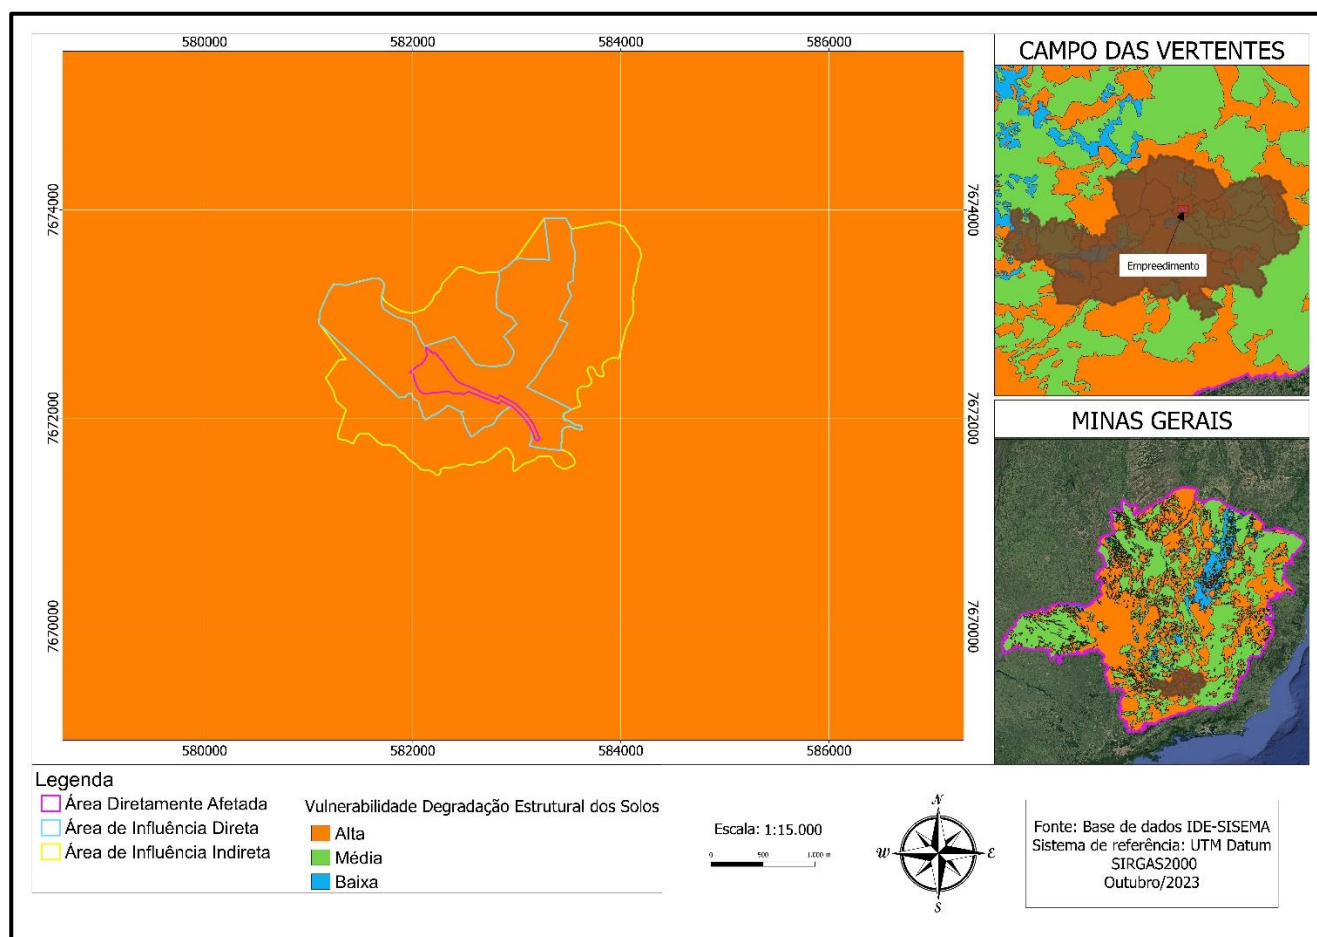 580000
582000
584000
586000
7674000
7674000
7672000
7672000
7670000
7670000
580000
582000
584000
586000
CAMPO DAS VERTENTES
Empreedimento
MINAS GERAIS
Legenda
Área Diretamente Afetada
Área de Influência Direta
Área de Influência Indireta
Vulnerabilidade Degradação Estrutural dos Solos
Alta
Média
Baixa
Escala: 1:15.000
0 500 1.000 m
N
W
E
S
Fonte: Base de dados IDE-SISEMA
Sistema de referência: UTM Datum
SIRGAS2000
Outubro/2023